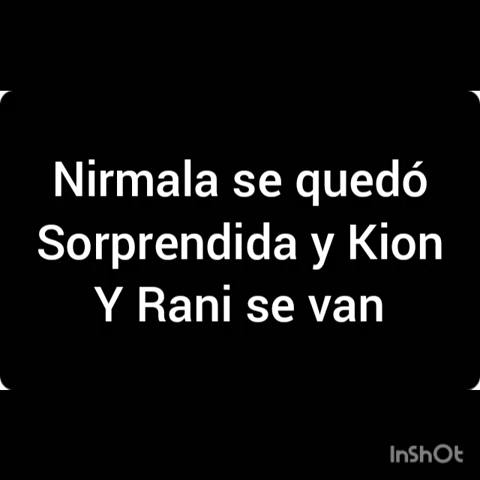 Nirmala se quedó
Sorprendida y Kion
Y Rani se van
InShOt